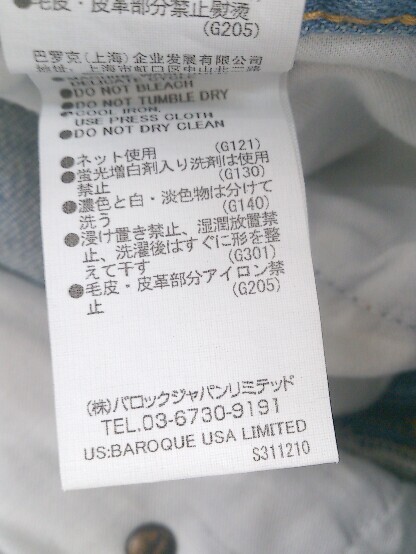 ●毛皮・皮革部分禁止熨烫
(G205)
巴罗克（上海）企业发展有限公司
DELICATE CYCLE
●DO NOT BLEACH
●DO NOT TUMBLE DRY
●COOL IRON,
USE PRESS CLOTH
●DO NOT DRY CLEAN
●ネット使用 (G121)
●蛍光増白剤入り洗剤は使用
禁止 (G130)
●濃色と白・淡色物は分けて
洗う (G140)
●浸け置き禁止、湿潤放置禁
止、洗濯後はすぐに形を整
えて干す (G301)
●毛皮・皮革部分アイロン禁
止 (G205)
(株)バロックジャパンリミテッド
TEL.03-6730-9191
US:BAROQUE USA LIMITED
S311210